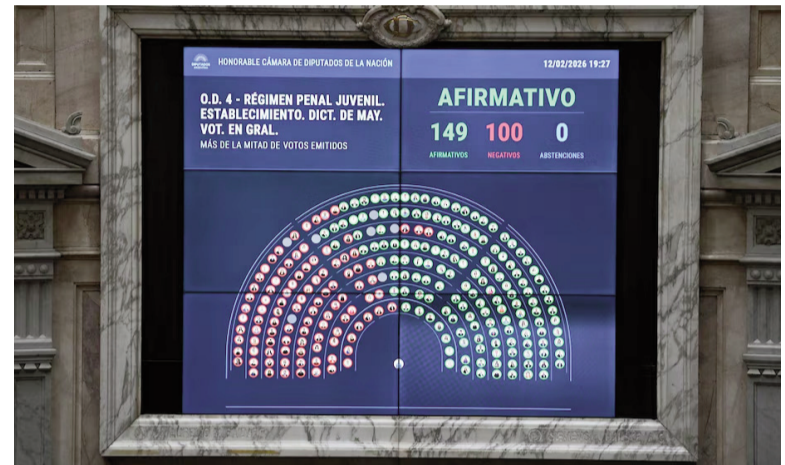 DIPUTADOS
HONORABLE CÁMARA DE DIPUTADOS DE LA NACIÓN
12/02/2026 19:27
O.D. 4 - RÉGIMEN PENAL JUVENIL.
ESTABLECIMIENTO. DICT. DE MAY.
VOT. EN GRAL.
MÁS DE LA MITAD DE VOTOS EMITIDOS
AFIRMATIVO
149 100 0
AFIRMATIVOS NEGATIVOS ABSTENCIONES